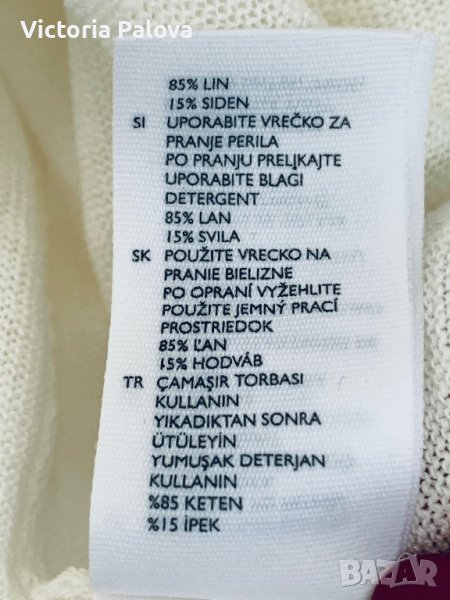 Victoria Palova
85% LIN
15% SIDEN
SI UPORABITE VREČKO ZA
PRANJE PERILA
PO PRANJU PRELJKAJTE
UPORABITE BLAGI
DETERGENT
85% LAN
15% SVILA
SK POUŽITE VRECKO NA
PRANIE BIELIZNE
PO OPRANÍ VYŽEHLITE
POUŽITE JEMNÝ PRACÍ
PROSTRIEDOK
85% ĽAN
15% HODVÁB
TR ÇAMAŞIR TORBASI
KULLANIN
YIKADIKTAN SONRA
ÜTÜLEYİN
YUMUŞAK DETERJAN
KULLANIN
%85 KETEN
%15 İPEK
BAZAR